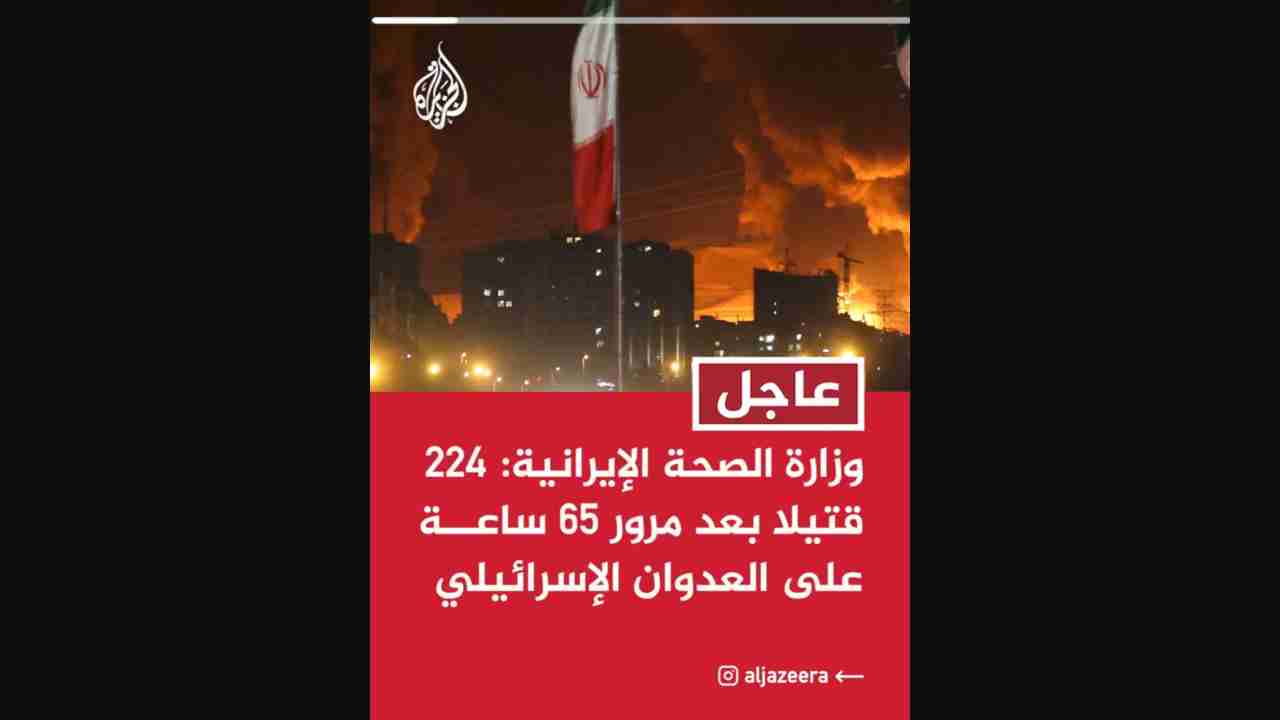 الجزيرة
عاجل
وزارة الصحة الإيرانية: 224
قتيلا بعد مرور 65 ساعـــة
على العدوان الإسرائيلي
aljazeera